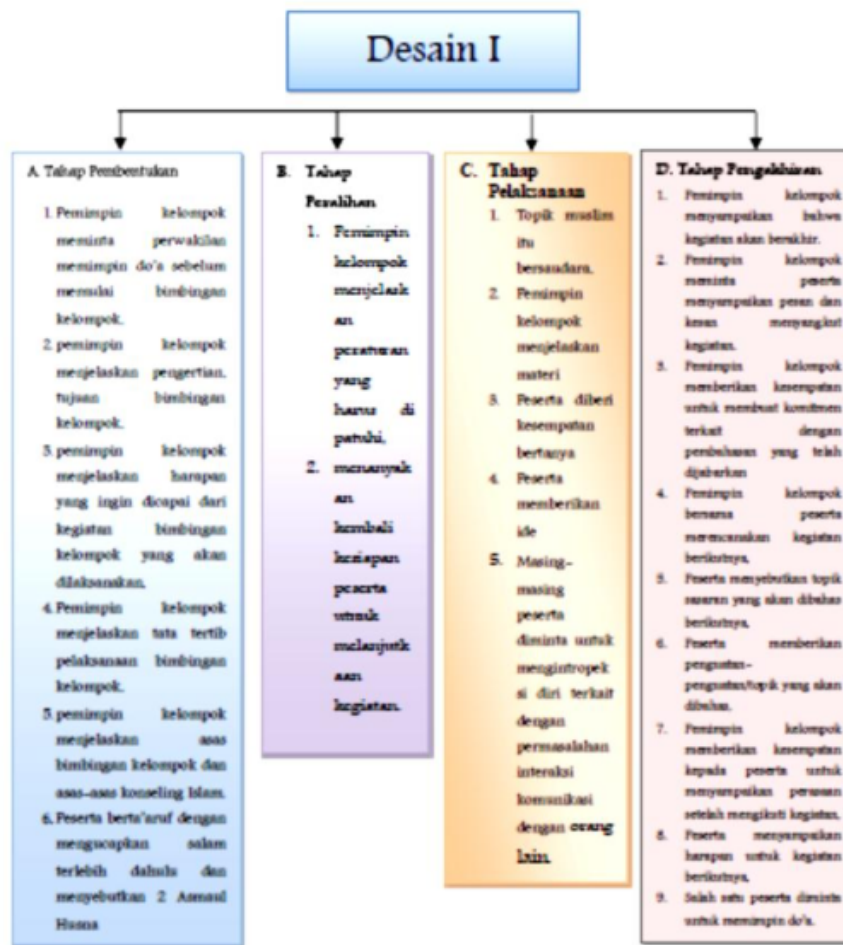 Desain I
A. Tahap Pembentukan
1. Pemimpin kelompok
meminta perwakilan
memimpin do'a sebelum
memulai bimbingan
kelompok.
2. pemimpin kelompok
menjelaskan pengertian,
tujuan bimbingan
kelompok.
3. pemimpin kelompok
menjelaskan harapan
yang ingin dicapai dari
kegiatan bimbingan
kelompok yang akan
dilaksanakan,
4. Pemimpin kelompok
menjelaskan tata tertib
pelaksanaan bimbingan
kelompok.
5. pemimpin kelompok
menjelaskan asas
bimbingan kelompok dan
asas-asas konseling Islam.
6. Peserta berta'aruf dengan
mengucapkan salam
terlebih dahulu dan
menyebutkan 2 Asmaul
Husna
B. Tahap
Peralihan
1. Pemimpin
kelompok
menjelask
an
peraturan
yang
harus di
patuhi,
2. menanyak
an
kembali
kesiapan
peserta
untuk
melanjutk
aan
kegiatan.
C. Tahap
Pelaksanaan
1. Topik muslim
itu
bersaudara.
2. Pemimpin
kelompok
menjelaskan
materi
3. Peserta diberi
kesempatan
bertanya
4. Peserta
memberikan
ide
5. Masing-
masing
peserta
diminta untuk
mengintropek
si diri terkait
dengan
permasalahan
interaksi
komunikasi
dengan orang
lain.
D. Tahap Pengakhiran
1. Pemimpin kelompok
menyampaikan bahwa
kegiatan akan berakhir.
2. Pemimpin kelompok
meminta peserta
menyampaikan pesan dan
kesan menyangkut
kegiatan.
3. Pemimpin kelompok
memberikan kesempatan
untuk membuat komitmen
terkait dengan
pembahasan yang telah
dijabarkan
4. Pemimpin kelompok
bersama peserta
merencanakan kegiatan
berikutnya,
5. Peserta menyebutkan topik
sasaran yang akan dibahas
berikutnya,
6. Peserta memberikan
penguatan-
penguatan/topik yang akan
dibahas.
7. Pemimpin kelompok
memberikan kesempatan
kepada peserta untuk
menyampaikan perasaan
setelah mengikuti kegiatan.
8. Peserta menyampaikan
harapan untuk kegiatan
berikutnya,
9. Salah satu peserta diminta
untuk memimpin do'a.